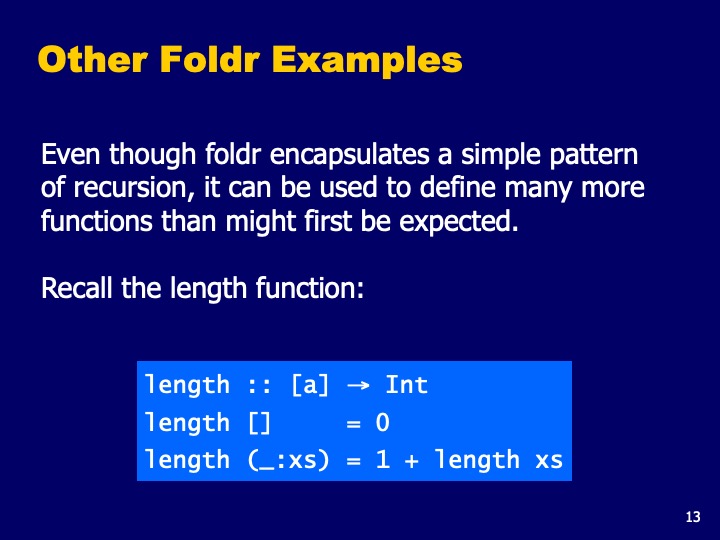 Other Foldr Examples
Even though foldr encapsulates a simple pattern
of recursion, it can be used to define many more
functions than might first be expected.
Recall the length function:
length :: [a] → Int
length []     = 0
length (_:xs) = 1 + length xs
13